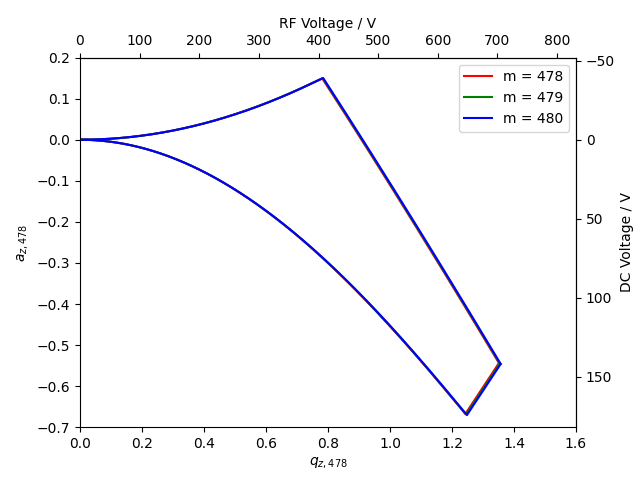 RF Voltage / V
0 100 200 300 400 500 600 700 800
0.2
0.1
0.0
−0.1
−0.2
−0.3
−0.4
−0.5
−0.6
−0.7
a_{z, 478}
m = 478
m = 479
m = 480
−50
0
50
100
150
DC Voltage / V
0.0 0.2 0.4 0.6 0.8 1.0 1.2 1.4 1.6
q_{z, 478}